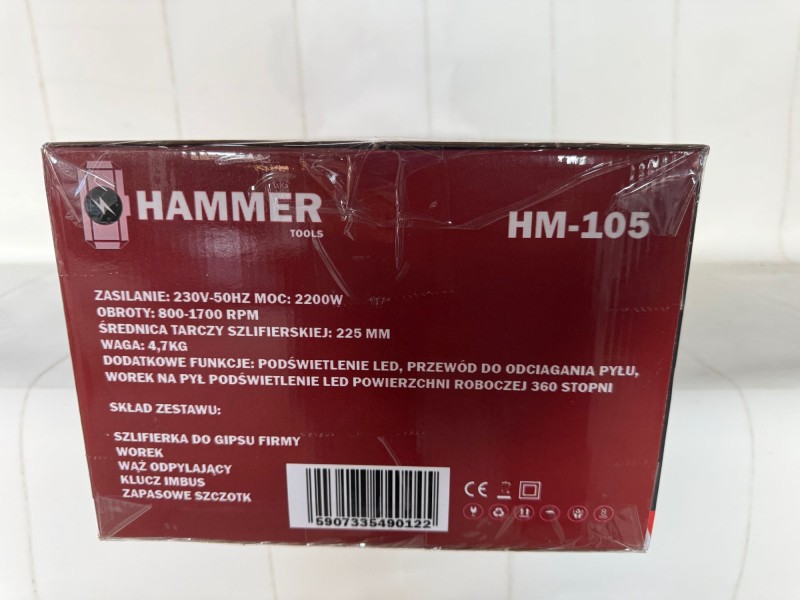 HAMMER
TOOLS
HM-105
ZASILANIE: 230V-50HZ MOC: 2200W
OBROTY: 800-1700 RPM
ŚREDNICA TARCZY SZLIFIERSKIEJ: 225 MM
WAGA: 4,7KG
DODATKOWE FUNKCJE: PODŚWIETLENIE LED, PRZEWÓD DO ODCIAGANIA PYŁU,
WOREK NA PYŁ PODŚWIETLENIE LED POWIERZCHNI ROBOCZEJ 360 STOPNI
SKŁAD ZESTAWU:
SZLIFIERKA DO GIPSU FIRMY
WOREK
WĄŻ ODPYLAJĄCY
KLUCZ IMBUS
ZAPASOWE SZCZOTK
5907335490122
CE